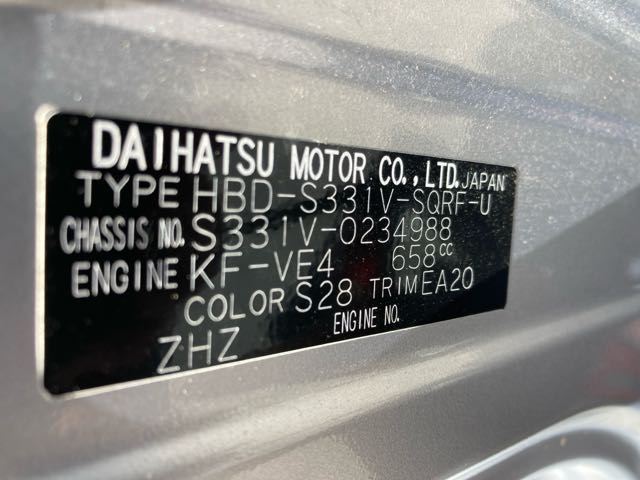 DAIHATSU MOTOR CO., LTD. JAPAN
TYPE HBD-S331V-SQRF-U
CHASSIS NO. S331V-0234988
ENGINE KF-VE4 658cc
COLOR S28 TRIM EA20
ENGINE NO.
ZHZ